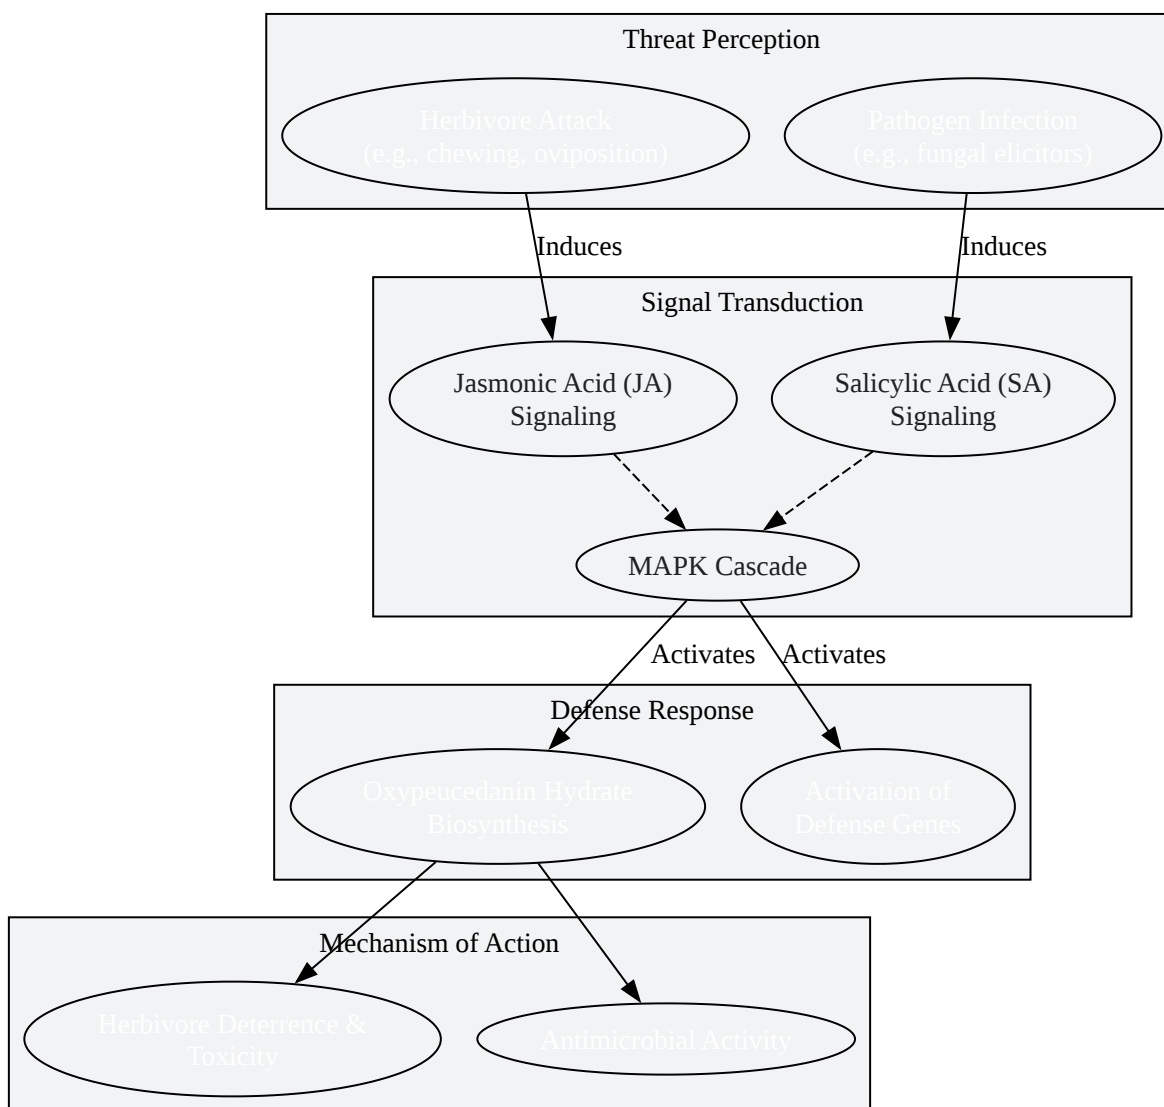 Threat Perception
Herbivore Attack
(e.g., chewing, oviposition)
Pathogen Infection
(e.g., fungal elicitors)
Induces
Induces
Signal Transduction
Jasmonic Acid (JA)
Signaling
Salicylic Acid (SA)
Signaling
MAPK Cascade
Activates
Activates
Defense Response
Oxypeucedanin Hydrate
Biosynthesis
Activation of
Defense Genes
Mechanism of Action
Herbivore Deterrence &
Toxicity
Antimicrobial Activity